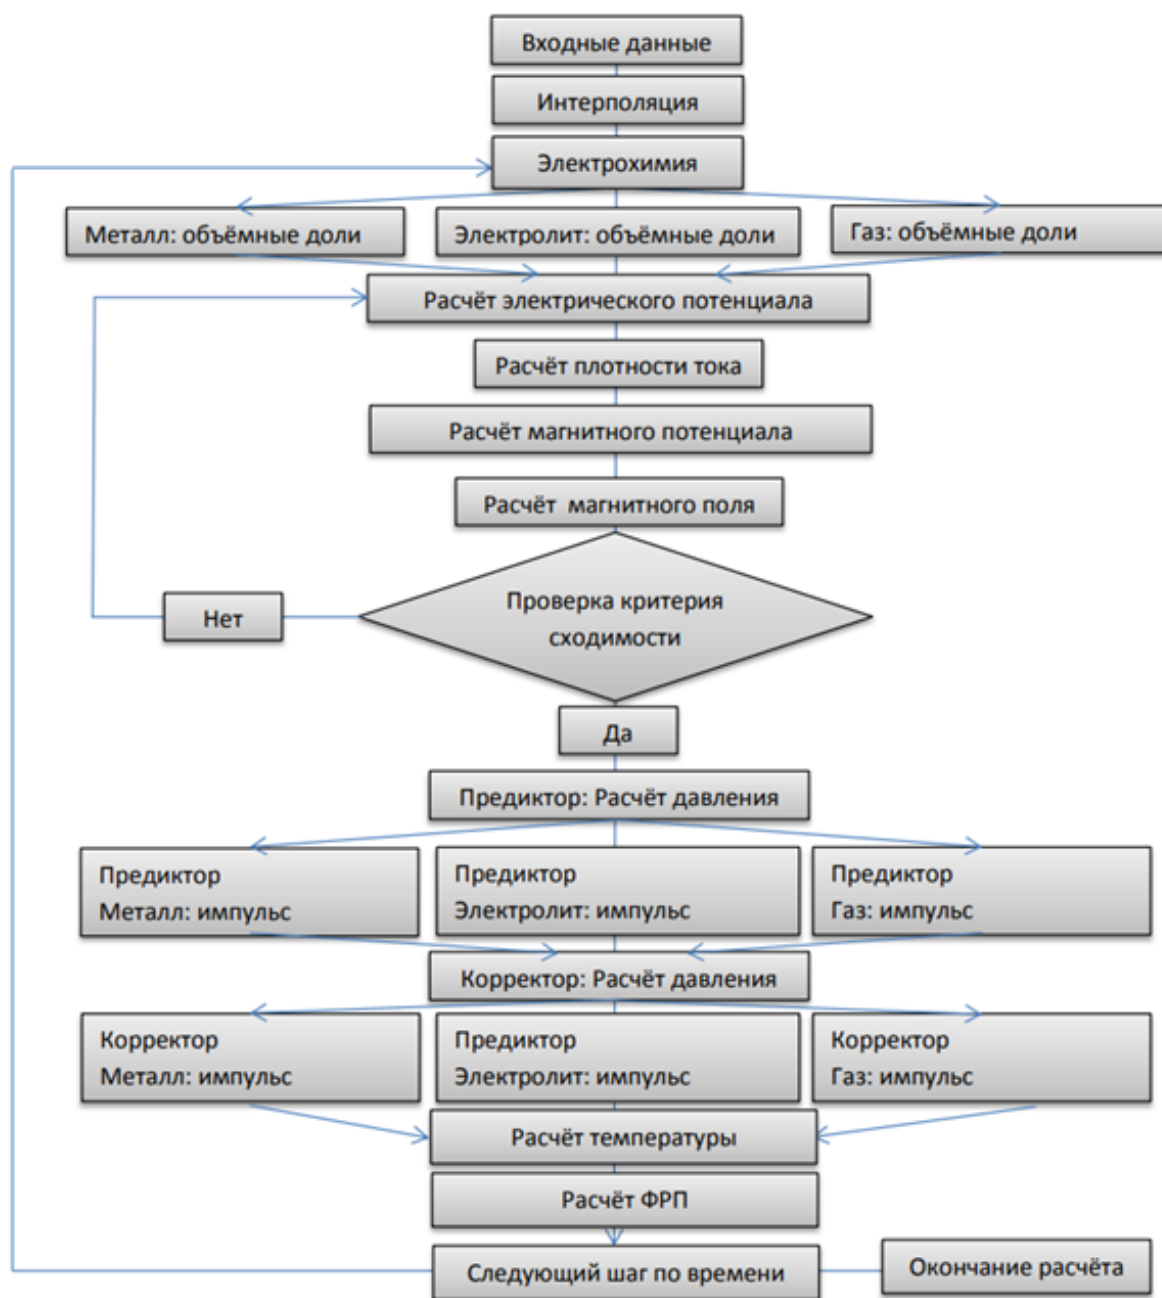 Входные данные
Интерполяция
Электрохимия
Металл: объёмные доли
Электролит: объёмные доли
Газ: объёмные доли
Расчёт электрического потенциала
Расчёт плотности тока
Расчёт магнитного потенциала
Расчёт магнитного поля
Проверка критерия
сходимости
Нет
Да
Предиктор: Расчёт давления
Предиктор
Металл: импульс
Предиктор
Электролит: импульс
Предиктор
Газ: импульс
Корректор: Расчёт давления
Корректор
Металл: импульс
Предиктор
Электролит: импульс
Корректор
Газ: импульс
Расчёт температуры
Расчёт ФРП
Следующий шаг по времени
Окончание расчёта